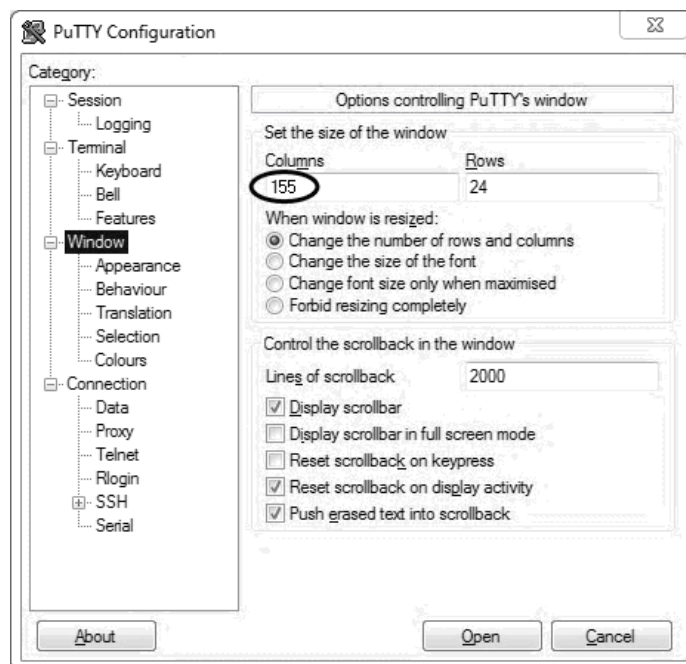 PuTTY Configuration
Category:
Session
Logging
Terminal
Keyboard
Bell
Features
Window
Appearance
Behaviour
Translation
Selection
Colours
Connection
Data
Proxy
Telnet
Rlogin
SSH
Serial
Options controlling PuTTY's window
Set the size of the window
Columns Rows
155 24
When window is resized:
Change the number of rows and columns
Change the size of the font
Change font size only when maximised
Forbid resizing completely
Control the scrollback in the window
Lines of scrollback 2000
Display scrollbar
Display scrollbar in full screen mode
Reset scrollback on keypress
Reset scrollback on display activity
Push erased text into scrollback
About Open Cancel